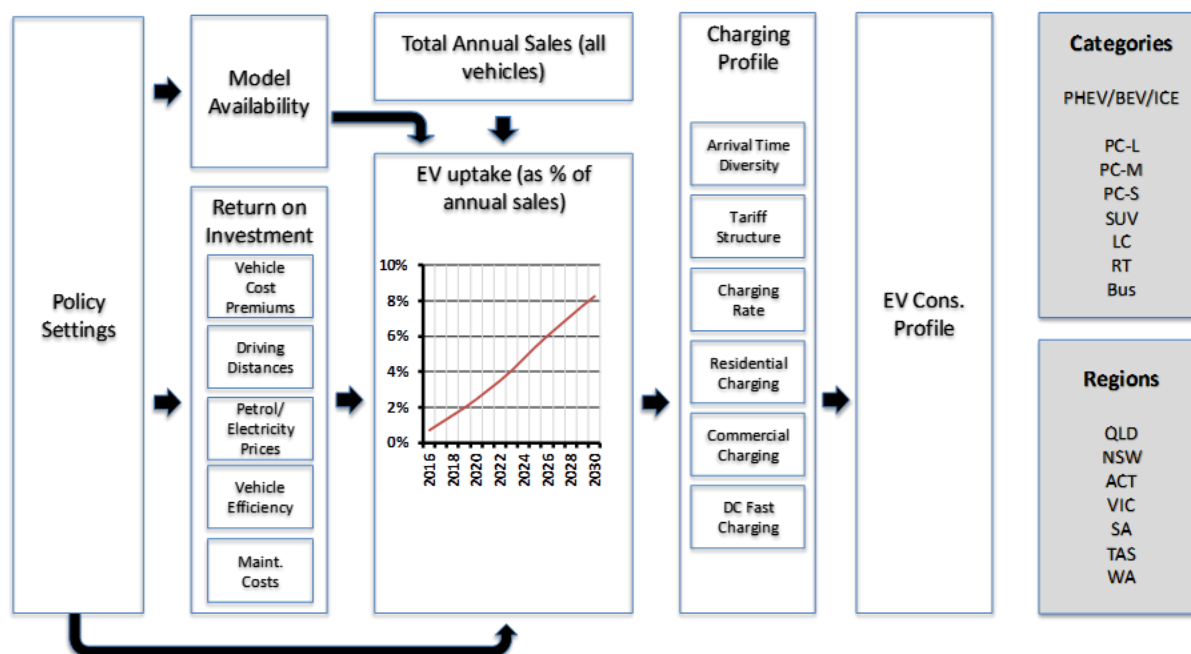 Policy
Settings
Model
Availability
Return on
Investment
Vehicle
Cost
Premiums
Driving
Distances
Petrol/
Electricity
Prices
Vehicle
Efficiency
Maint.
Costs
Total Annual Sales (all
vehicles)
EV uptake (as % of
annual sales)
10%
8%
6%
4%
2%
0%
2016
2018
2020
2022
2024
2026
2028
2030
Charging
Profile
Arrival Time
Diversity
Tariff
Structure
Charging
Rate
Residential
Charging
Commercial
Charging
DC Fast
Charging
EV Cons.
Profile
Categories
PHEV/BEV/ICE
PC-L
PC-M
PC-S
SUV
LC
RT
Bus
Regions
QLD
NSW
ACT
VIC
SA
TAS
WA